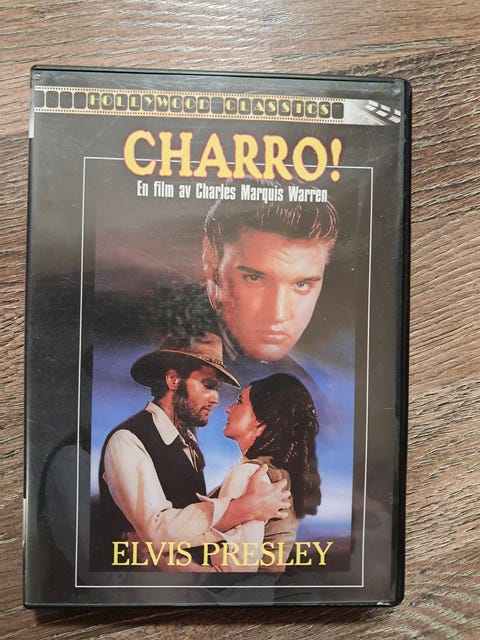 HOLLYWOOD CLASSICS
CHARRO!
En film av Charles Marquis Warren
ELVIS PRESLEY